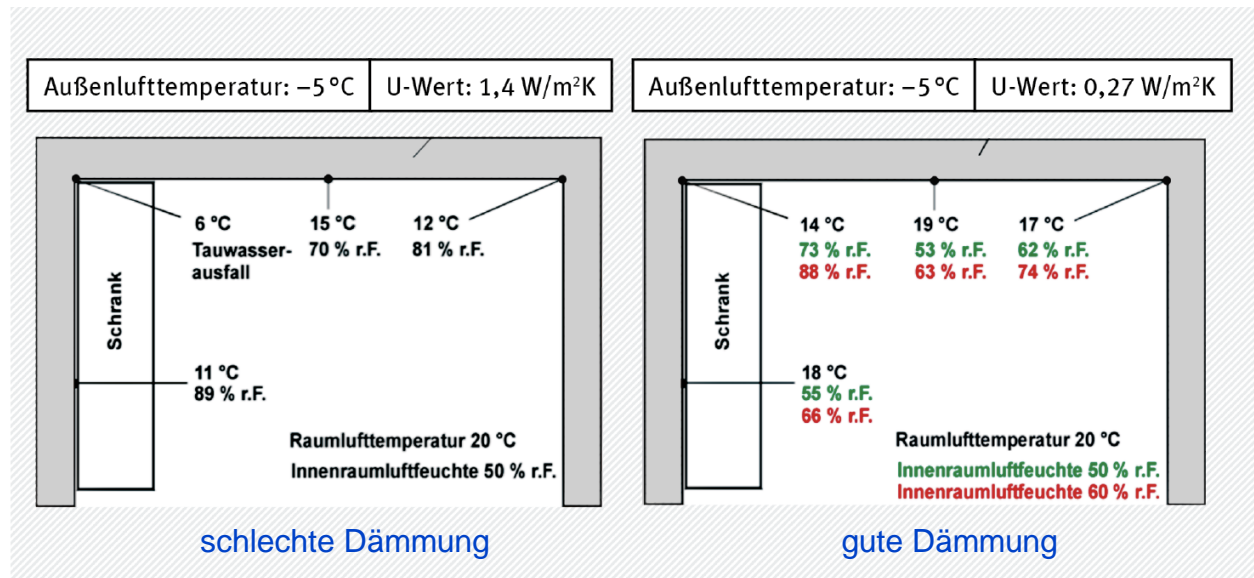 Außenlufttemperatur: –5 °C
U-Wert: 1,4 W/m²K
6 °C
Tauwasser-
ausfall
15 °C
70 % r.F.
12 °C
81 % r.F.
Schrank
11 °C
89 % r.F.
Raumlufttemperatur 20 °C
Innenraumluftfeuchte 50 % r.F.
schlechte Dämmung
Außenlufttemperatur: –5 °C
U-Wert: 0,27 W/m²K
14 °C
73 % r.F.
88 % r.F.
19 °C
53 % r.F.
63 % r.F.
17 °C
62 % r.F.
74 % r.F.
Schrank
18 °C
55 % r.F.
66 % r.F.
Raumlufttemperatur 20 °C
Innenraumluftfeuchte 50 % r.F.
Innenraumluftfeuchte 60 % r.F.
gute Dämmung